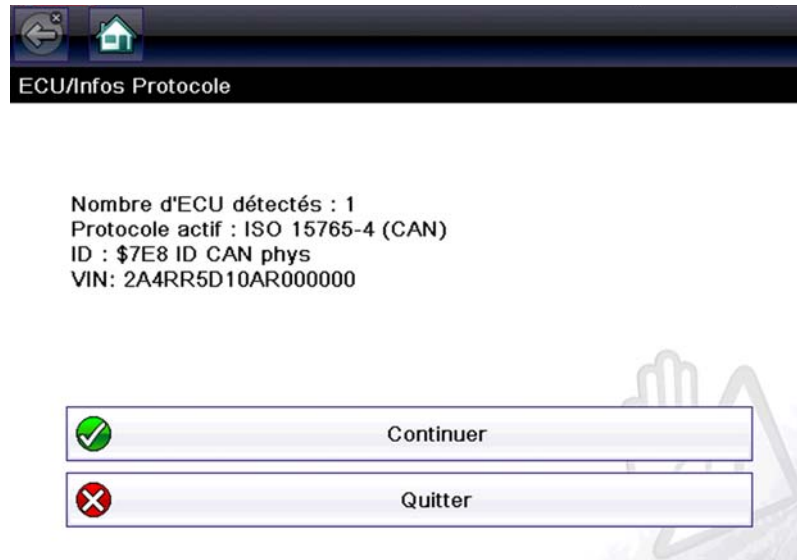 ECU/Infos Protocole
Nombre d'ECU détectés : 1
Protocole actif : ISO 15765-4 (CAN)
ID : $7E8 ID CAN phys
VIN: 2A4RR5D10AR000000
Continuer
Quitter